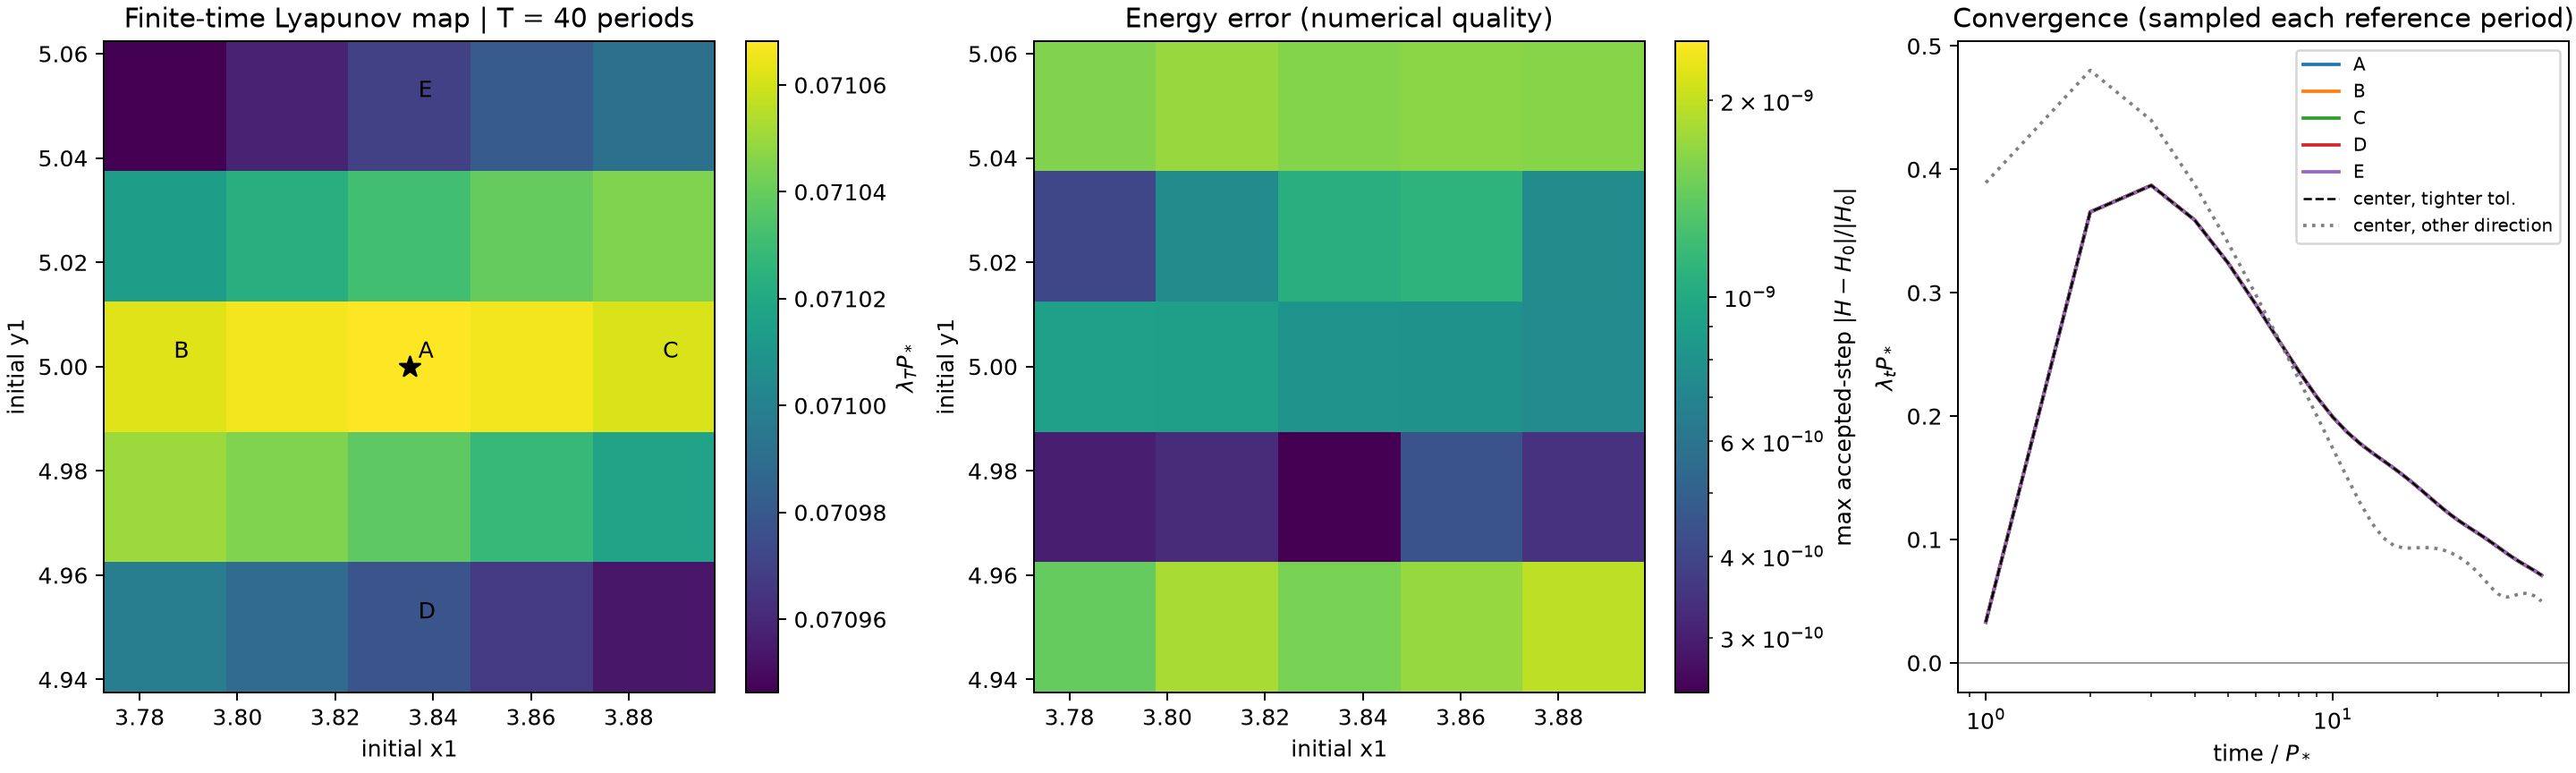 Finite-time Lyapunov map | T = 40 periods
5.06
5.04
5.02
5.00
4.98
4.96
4.94
initial y1
3.78
3.80
3.82
3.84
3.86
3.88
initial x1
E
B
A
C
D
0.07106
0.07104
0.07102
0.07100
0.07098
0.07096
λ_T P_*
Energy error (numerical quality)
5.06
5.04
5.02
5.00
4.98
4.96
4.94
initial y1
3.78
3.80
3.82
3.84
3.86
3.88
initial x1
2 × 10⁻⁹
10⁻⁹
6 × 10⁻¹⁰
4 × 10⁻¹⁰
3 × 10⁻¹⁰
max accepted-step |H − H₀|/|H₀|
Convergence (sampled each reference period)
0.5
0.4
0.3
0.2
0.1
0.0
λ_t P_*
10⁰
10¹
time / P_*
A
B
C
D
E
center, tighter tol.
center, other direction